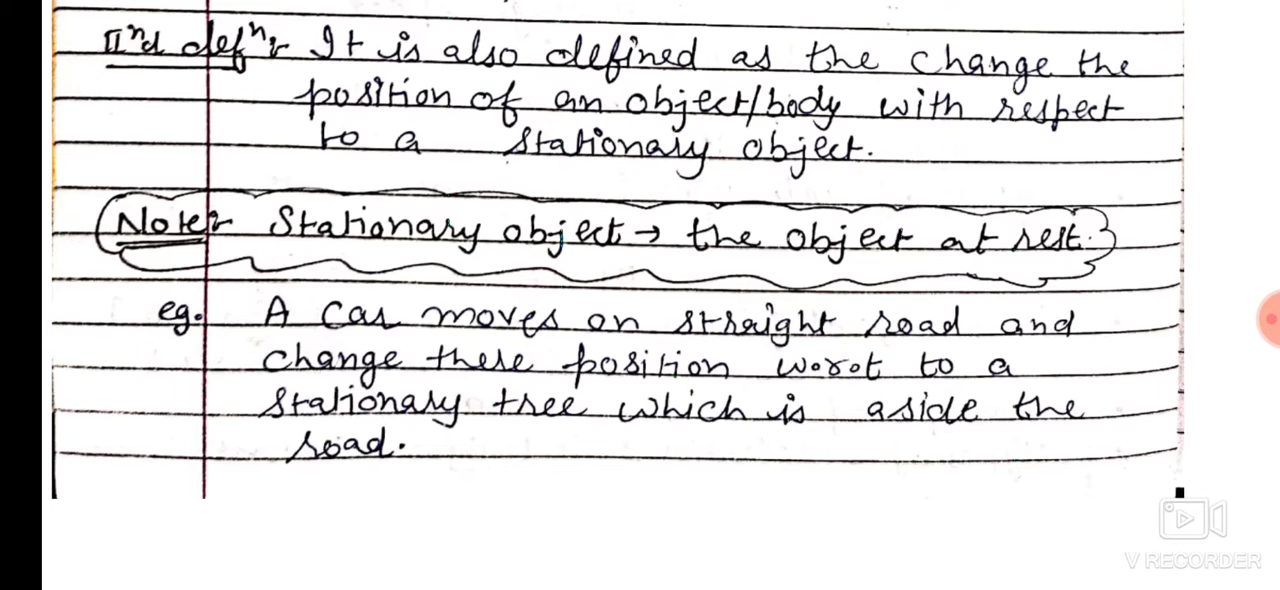 IInd defn:- It is also defined as the change the
position of an object/body with respect
to a stationary object.
Note:- Stationary object → the object at rest.
eg. A car moves on straight road and
change there position w.r.t to a
stationary tree which is aside the
road.
V RECORDER